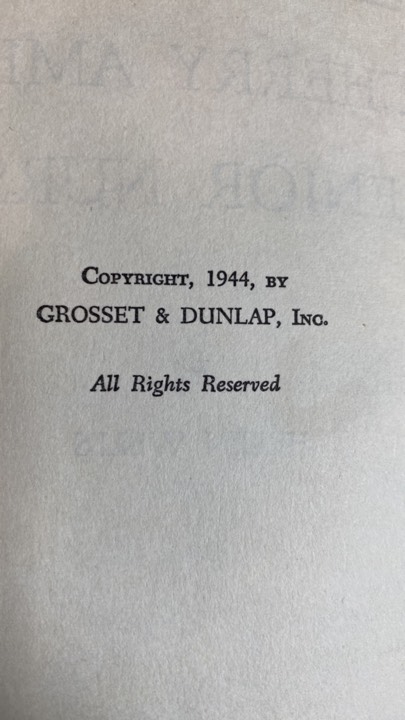 COPYRIGHT, 1944, BY
GROSSET & DUNLAP, INC.
All Rights Reserved